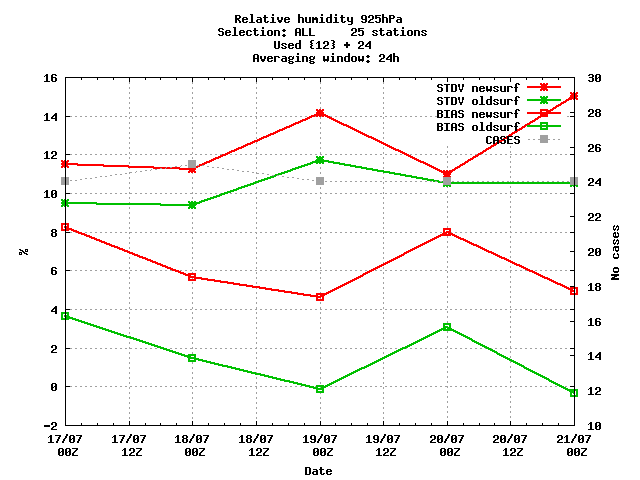 Relative humidity 925hPa
Selection: ALL 25 stations
Used {12} + 24
Averaging window: 24h
STDV newsurf
STDV oldsurf
BIAS newsurf
BIAS oldsurf
CASES
16
14
12
10
8
6
4
2
0
-2
%
30
28
26
24
22
20
18
16
14
12
10
No cases
17/07 17/07 18/07 18/07 19/07 19/07 20/07 20/07 21/07
00Z 12Z 00Z 12Z 00Z 12Z 00Z 12Z 00Z
Date